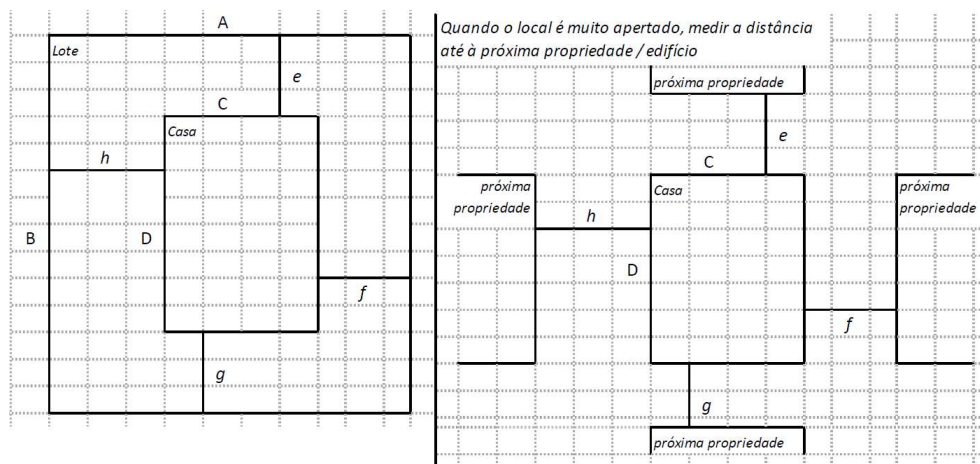 A
Lote
e
C
Casa
h
B
D
f
g
Quando o local é muito apertado, medir a distância
até à próxima propriedade / edifício
próxima propriedade
e
C
próxima
propriedade
Casa
próxima
propriedade
h
D
f
g
próxima propriedade